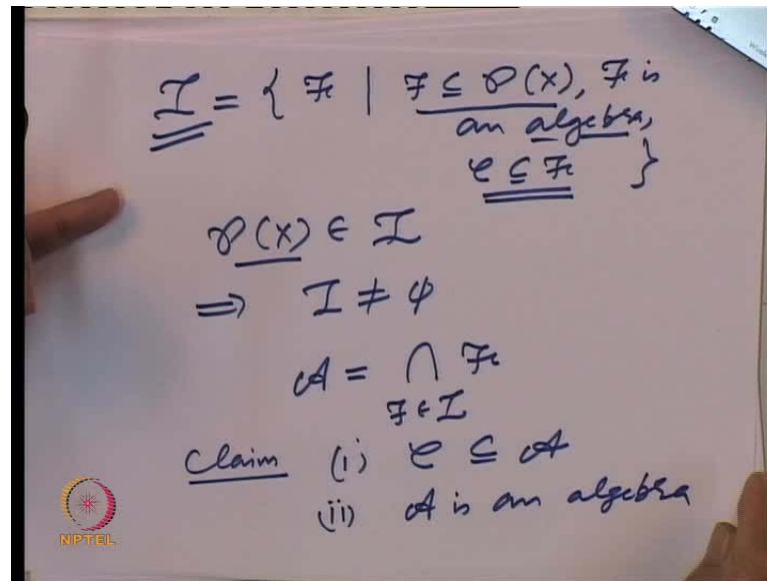 I = { F | F ⊆ P(X), F is
an algebra,
C ⊆ F }
P(X) ∈ I
⟹ I ≠ φ
A = ∩ F
F ∈ I
Claim (i) C ⊆ A
(ii) A is an algebra
NPTEL